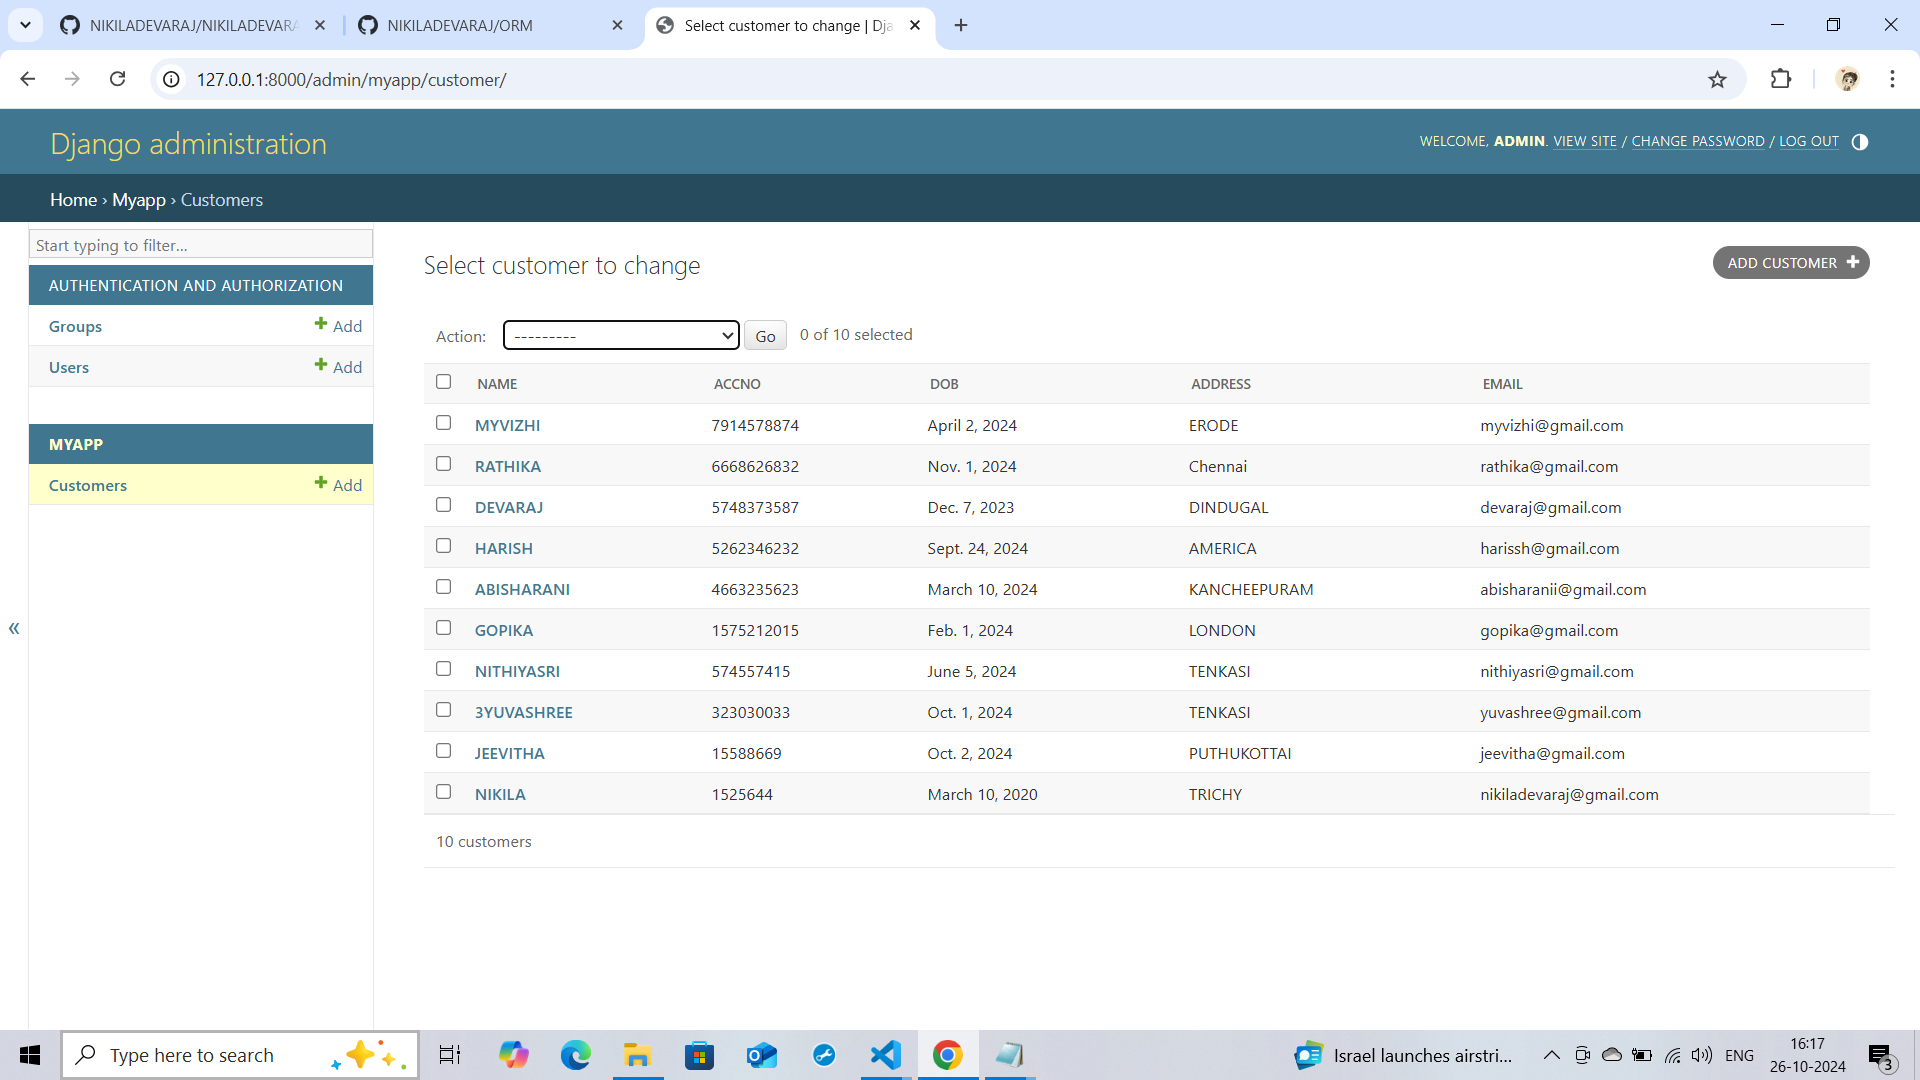 NIKILADEVARAJ/NIKILADEVARA
NIKILADEVARAJ/ORM
Select customer to change | Dja
127.0.0.1:8000/admin/myapp/customer/
Django administration
WELCOME, ADMIN. VIEW SITE / CHANGE PASSWORD / LOG OUT
Home › Myapp › Customers
Start typing to filter...
AUTHENTICATION AND AUTHORIZATION
Groups + Add
Users + Add
MYAPP
Customers + Add
«
Select customer to change
ADD CUSTOMER +
Action: --------- Go 0 of 10 selected
NAME ACCNO DOB ADDRESS EMAIL
MYVIZHI 7914578874 April 2, 2024 ERODE myvizhi@gmail.com
RATHIKA 6668626832 Nov. 1, 2024 Chennai rathika@gmail.com
DEVARAJ 5748373587 Dec. 7, 2023 DINDUGAL devaraj@gmail.com
HARISH 5262346232 Sept. 24, 2024 AMERICA harissh@gmail.com
ABISHARANI 4663235623 March 10, 2024 KANCHEEPURAM abisharanii@gmail.com
GOPIKA 1575212015 Feb. 1, 2024 LONDON gopika@gmail.com
NITHIYASRI 574557415 June 5, 2024 TENKASI nithiyasri@gmail.com
3YUVASHREE 323030033 Oct. 1, 2024 TENKASI yuvashree@gmail.com
JEEVITHA 15588669 Oct. 2, 2024 PUTHUKOTTAI jeevitha@gmail.com
NIKILA 1525644 March 10, 2020 TRICHY nikiladevaraj@gmail.com
10 customers
Type here to search
Israel launches airstri...
ENG
16:17
26-10-2024
3